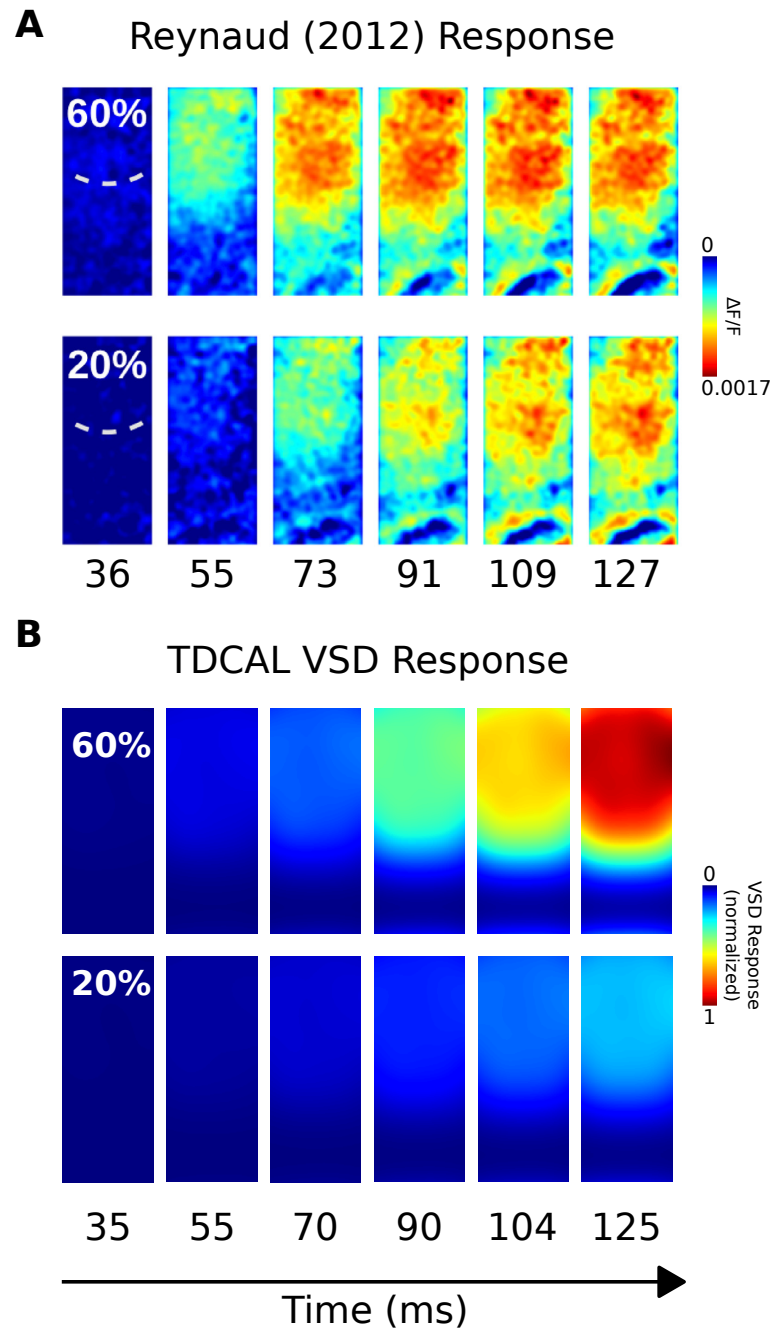 A
Reynaud (2012) Response
60%
0
ΔF/F
0.0017
20%
36 55 73 91 109 127
B
TDCAL VSD Response
60%
0
VSD Response
(normalized)
1
20%
35 55 70 90 104 125
Time (ms)